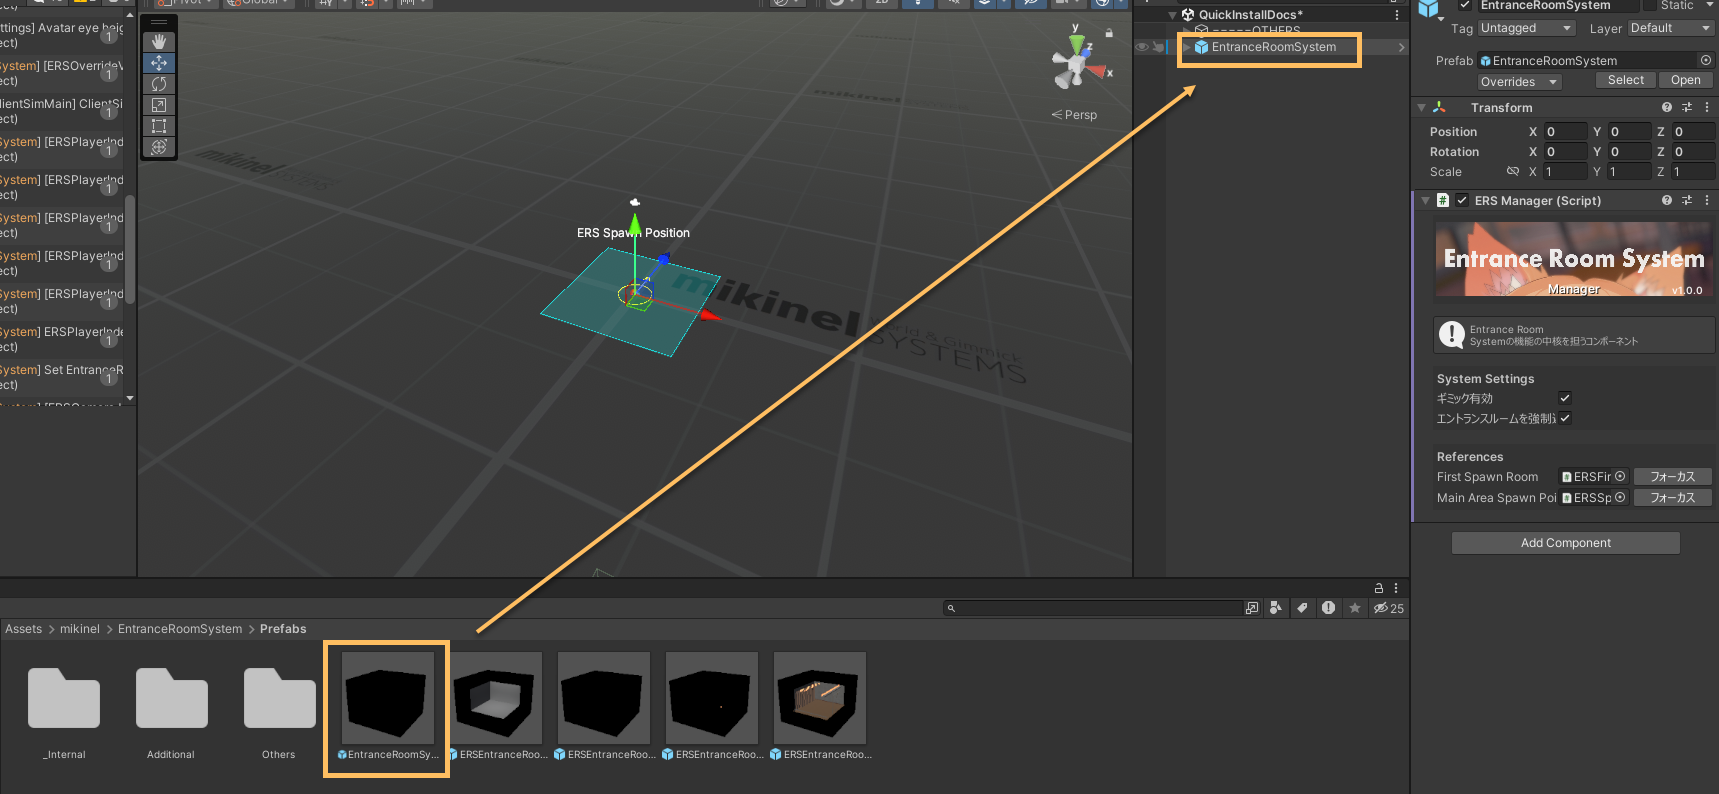 Pivot
Global
2D
ttings] Avatar eye heig
ect)
1
System] [ERSOverrideV
ect)
1
lientSimMain] ClientSi
ect)
1
System] [ERSPlayerInd
ect)
1
System] [ERSPlayerInd
ect)
1
System] [ERSPlayerInd
ect)
1
System] [ERSPlayerInd
ect)
1
System] [ERSPlayerInd
ect)
1
System] ERSPlayerInde
ect)
1
System] Set EntranceR
ect)
1
y
z
x
Persp
mikinel
SYSTEMS
mikinel
ERS Spawn Position
mikinel
World & Gimmick
SYSTEMS
QuickInstallDocs*
-----OTHERS
EntranceRoomSystem
EntranceRoomSystem
Static
Tag Untagged
Layer Default
Prefab EntranceRoomSystem
Overrides
Select
Open
Transform
Position X 0 Y 0 Z 0
Rotation X 0 Y 0 Z 0
Scale X 1 Y 1 Z 1
# ERS Manager (Script)
Entrance Room System
Manager
v1.0.0
Entrance Room
Systemの機能の中核を担うコンポーネント
System Settings
ギミック有効
エントランスルームを強制
References
First Spawn Room ERSFir フォーカス
Main Area Spawn Poi ERSSp フォーカス
Add Component
25
Assets > mikinel > EntranceRoomSystem > Prefabs
_Internal
Additional
Others
EntranceRoomSy...
ERSEntranceRoo...
ERSEntranceRoo...
ERSEntranceRoo...
ERSEntranceRoo...